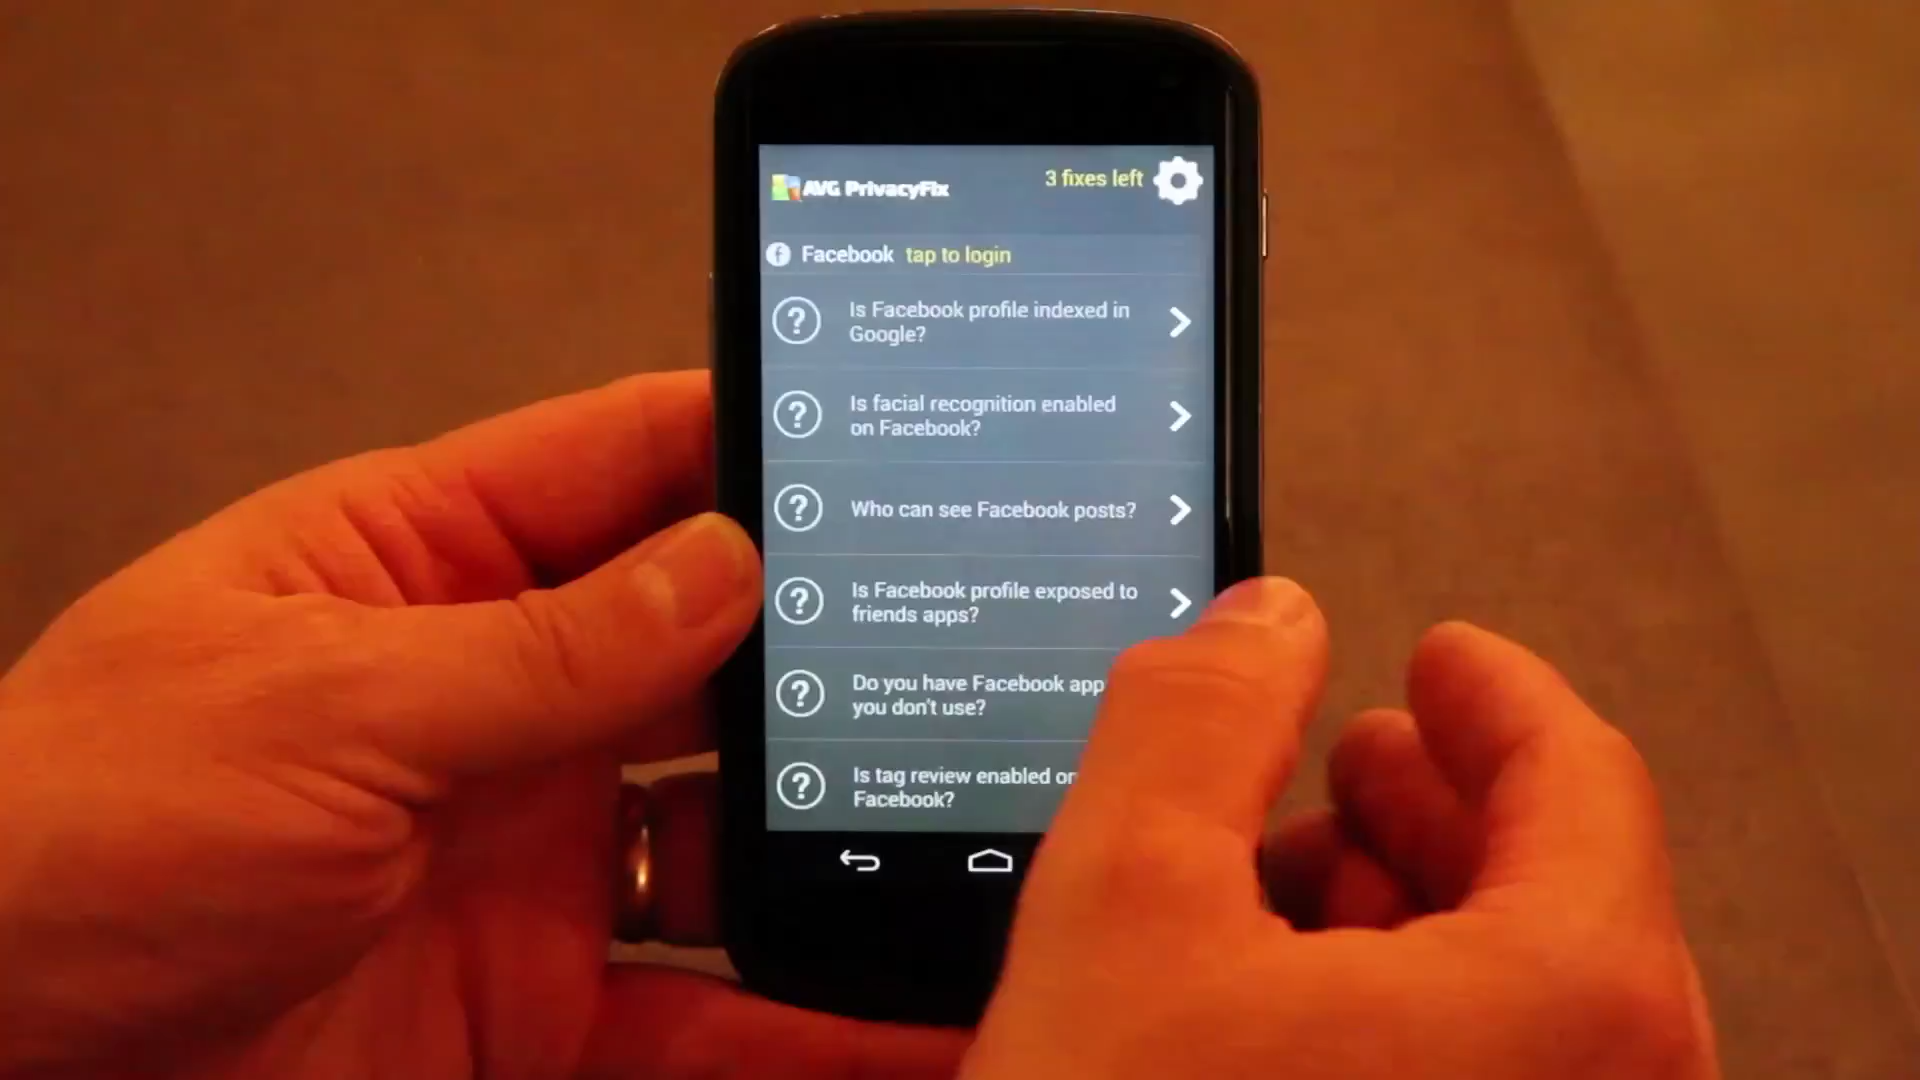 AVG PrivacyFix
3 fixes left
Facebook tap to login
Is Facebook profile indexed in
Google?
Is facial recognition enabled
on Facebook?
Who can see Facebook posts?
Is Facebook profile exposed to
friends apps?
Do you have Facebook app
you don't use?
Is tag review enabled or
Facebook?